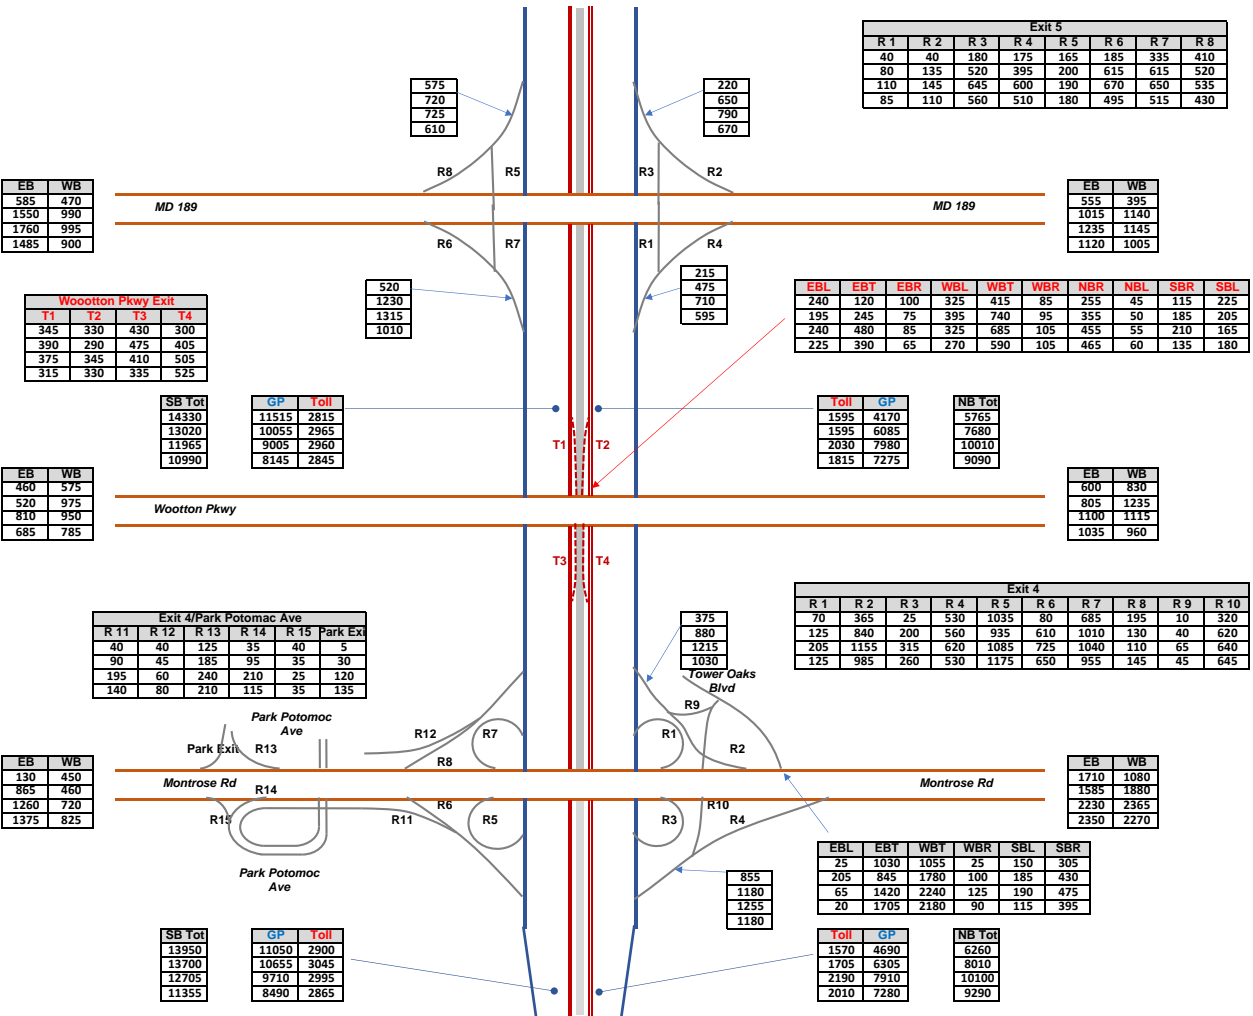 Exit 5
R 1 R 2 R 3 R 4 R 5 R 6 R 7 R 8
40 40 180 175 165 185 335 410
80 135 520 395 200 615 615 520
110 145 645 600 190 670 650 535
85 110 560 510 180 495 515 430
575
720
725
610
220
650
790
670
R8 R5 R3 R2
EB WB
585 470
1550 990
1760 995
1485 900
MD 189 MD 189
EB WB
555 395
1015 1140
1235 1145
1120 1005
R6 R7 R1 R4
520
1230
1315
1010
215
475
710
595
Woootton Pkwy Exit
T1 T2 T3 T4
345 330 430 300
390 290 475 405
375 345 410 505
315 330 335 525
EBL EBT EBR WBL WBT WBR NBR NBL SBR SBL
240 120 100 325 415 85 255 45 115 225
195 245 75 395 740 95 355 50 185 205
240 480 85 325 685 105 455 55 210 165
225 390 65 270 590 105 465 60 135 180
SB Tot
14330
13020
11965
10990
GP Toll
11515 2815
10055 2965
9005 2960
8145 2845
Toll GP
1595 4170
1595 6085
2030 7980
1815 7275
NB Tot
5765
7680
10010
9090
T1 T2
EB WB
460 575
520 975
810 950
685 785
Wootton Pkwy
EB WB
600 830
805 1235
1100 1115
1035 960
T3 T4
Exit 4
R 1 R 2 R 3 R 4 R 5 R 6 R 7 R 8 R 9 R 10
70 365 25 530 1035 80 685 195 10 320
125 840 200 560 935 610 1010 130 40 620
205 1155 315 620 1085 725 1040 110 65 640
125 985 260 530 1175 650 955 145 45 645
Exit 4/Park Potomac Ave
R 11 R 12 R 13 R 14 R 15 Park Exi
40 40 125 35 40 5
90 45 185 95 35 30
195 60 240 210 25 120
140 80 210 115 35 135
375
880
1215
1030
Tower Oaks
Blvd
R9
Park Potomoc
Ave
Park Exit R13 R12 R7 R1 R2
R8
EB WB
130 450
865 460
1260 720
1375 825
Montrose Rd Montrose Rd
EB WB
1710 1080
1585 1880
2230 2365
2350 2270
R14
R15 R11 R6 R5 R3 R10 R4
Park Potomoc
Ave
EBL EBT WBT WBR SBL SBR
25 1030 1055 25 150 305
205 845 1780 100 185 430
65 1420 2240 125 190 475
20 1705 2180 90 115 395
855
1180
1255
1180
SB Tot
13950
13700
12705
11355
GP Toll
11050 2900
10655 3045
9710 2995
8490 2865
Toll GP
1570 4690
1705 6305
2190 7910
2010 7280
NB Tot
6260
8010
10100
9290